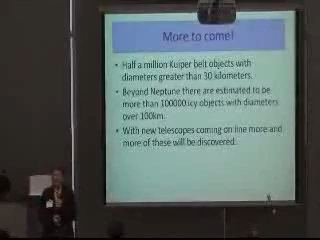 More to come!
• Half a million Kuiper belt objects with
diameters greater than 30 kilometers.
• Beyond Neptune there are estimated to
be more than 100000 icy objects with diameters
over 100km.
• With new telescopes coming on line more and
more of these will be discovered.